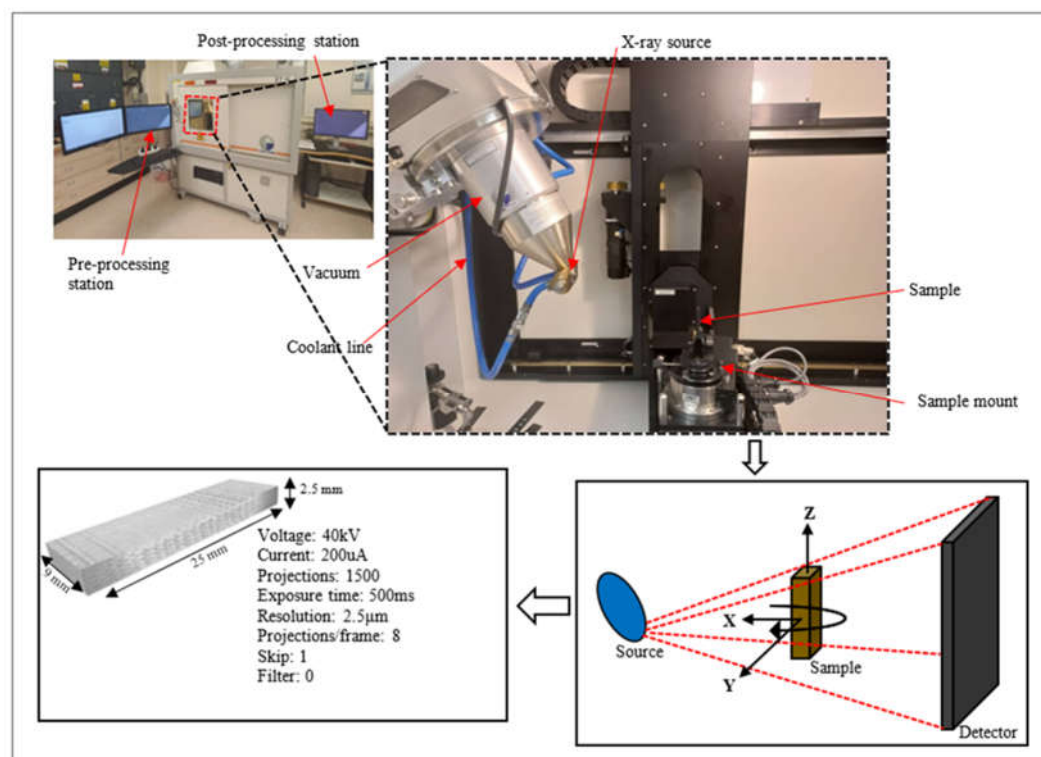 Post-processing station
X-ray source
Pre-processing
station
Vacuum
Coolant line
Sample
Sample mount
2.5 mm
25 mm
9 mm
Voltage: 40kV
Current: 200uA
Projections: 1500
Exposure time: 500ms
Resolution: 2.5µm
Projections/frame: 8
Skip: 1
Filter: 0
Z
X
Y
Source
Sample
Detector